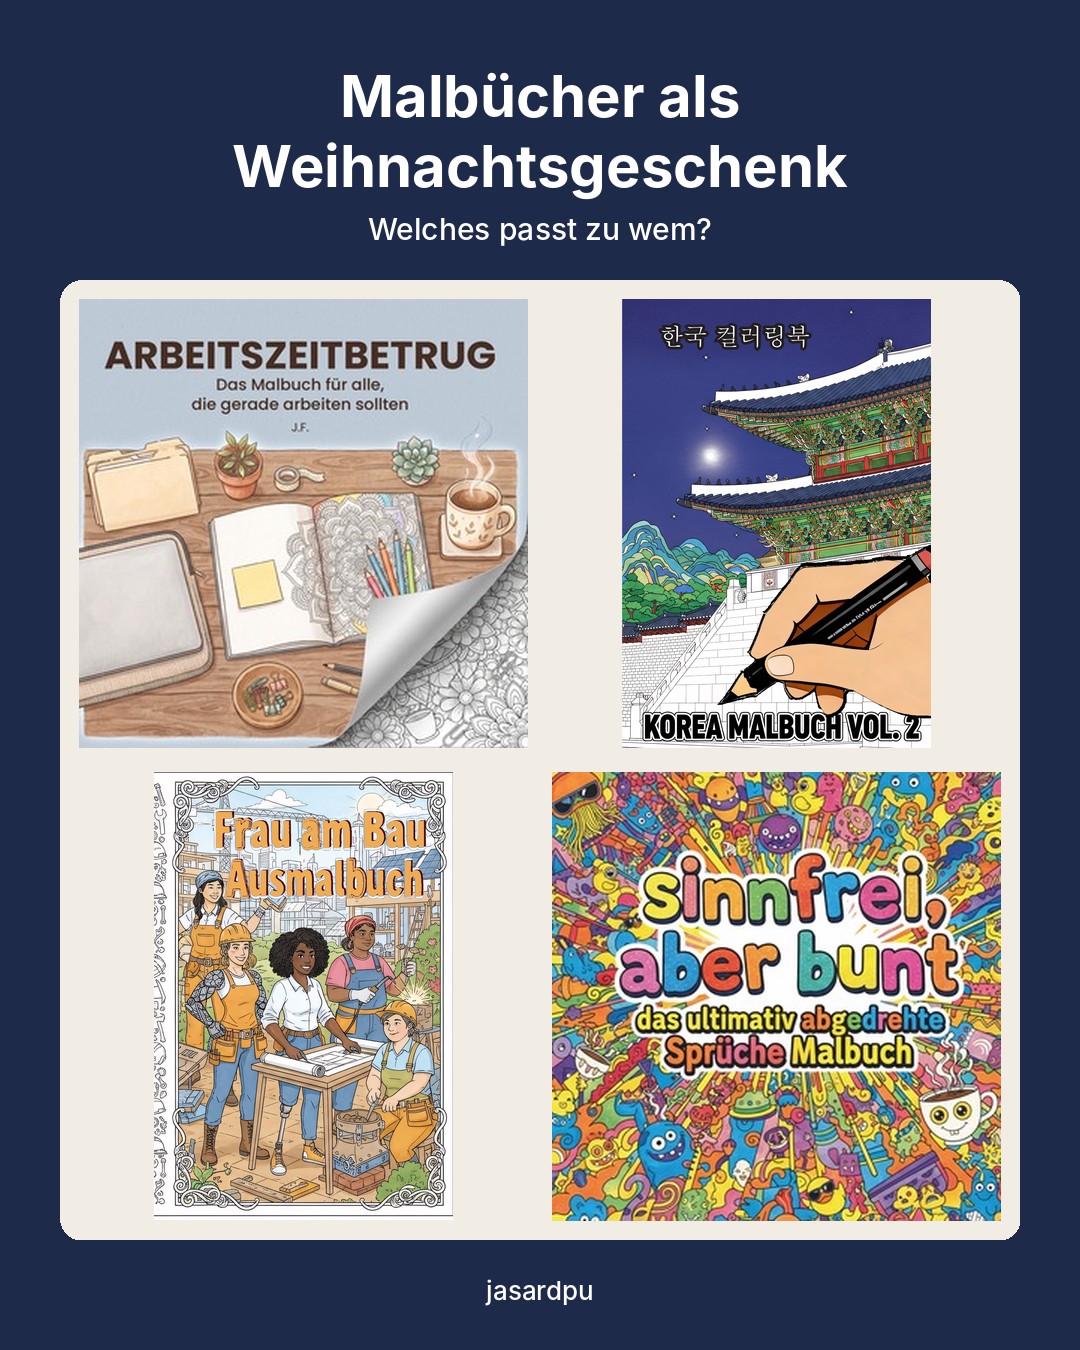 Malbücher als
Weihnachtsgeschenk
Welches passt zu wem?
ARBEITSZEITBETRUG
Das Malbuch für alle,
die gerade arbeiten sollten
J.F.
한국 컬러링북
KOREA MALBUCH VOL. 2
Frau am Bau
Ausmalbuch
sinnfrei,
aber bunt
das ultimativ abgedrehte
Sprüche Malbuch
jasardpu